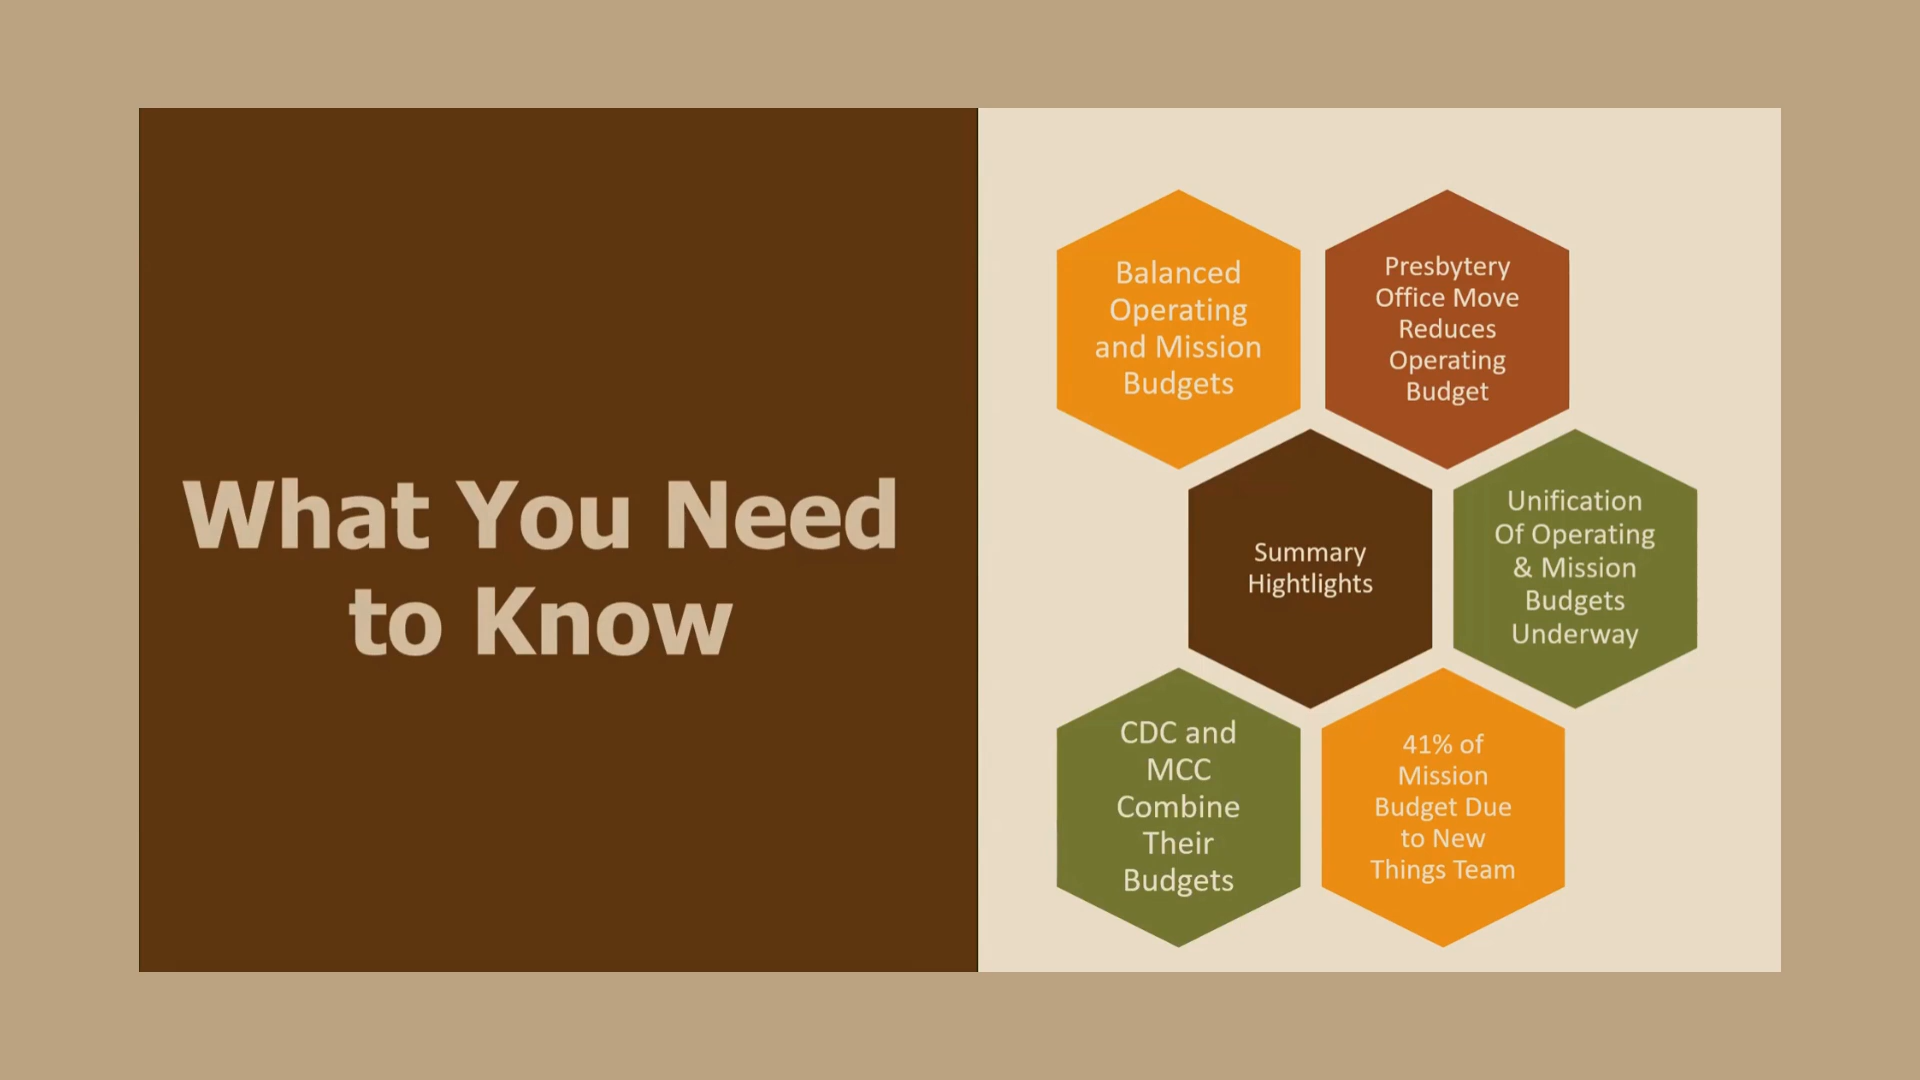 What You Need
to Know
Balanced
Operating
and Mission
Budgets
Presbytery
Office Move
Reduces
Operating
Budget
Summary
Hightlights
Unification
Of Operating
& Mission
Budgets
Underway
CDC and
MCC
Combine
Their
Budgets
41% of
Mission
Budget Due
to New
Things Team